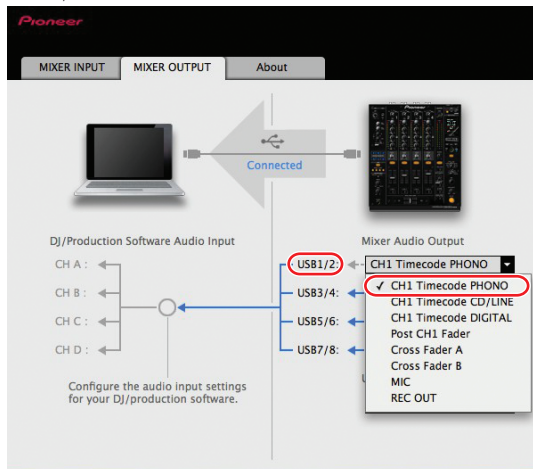 Pioneer
MIXER INPUT
MIXER OUTPUT
About
Connected
DJ/Production Software Audio Input
Mixer Audio Output
CH A :
CH B :
CH C :
CH D :
USB1/2:
USB3/4:
USB5/6:
USB7/8:
CH1 Timecode PHONO
✓ CH1 Timecode PHONO
CH1 Timecode CD/LINE
CH1 Timecode DIGITAL
Post CH1 Fader
Cross Fader A
Cross Fader B
MIC
REC OUT
Configure the audio input settings
for your DJ/production software.